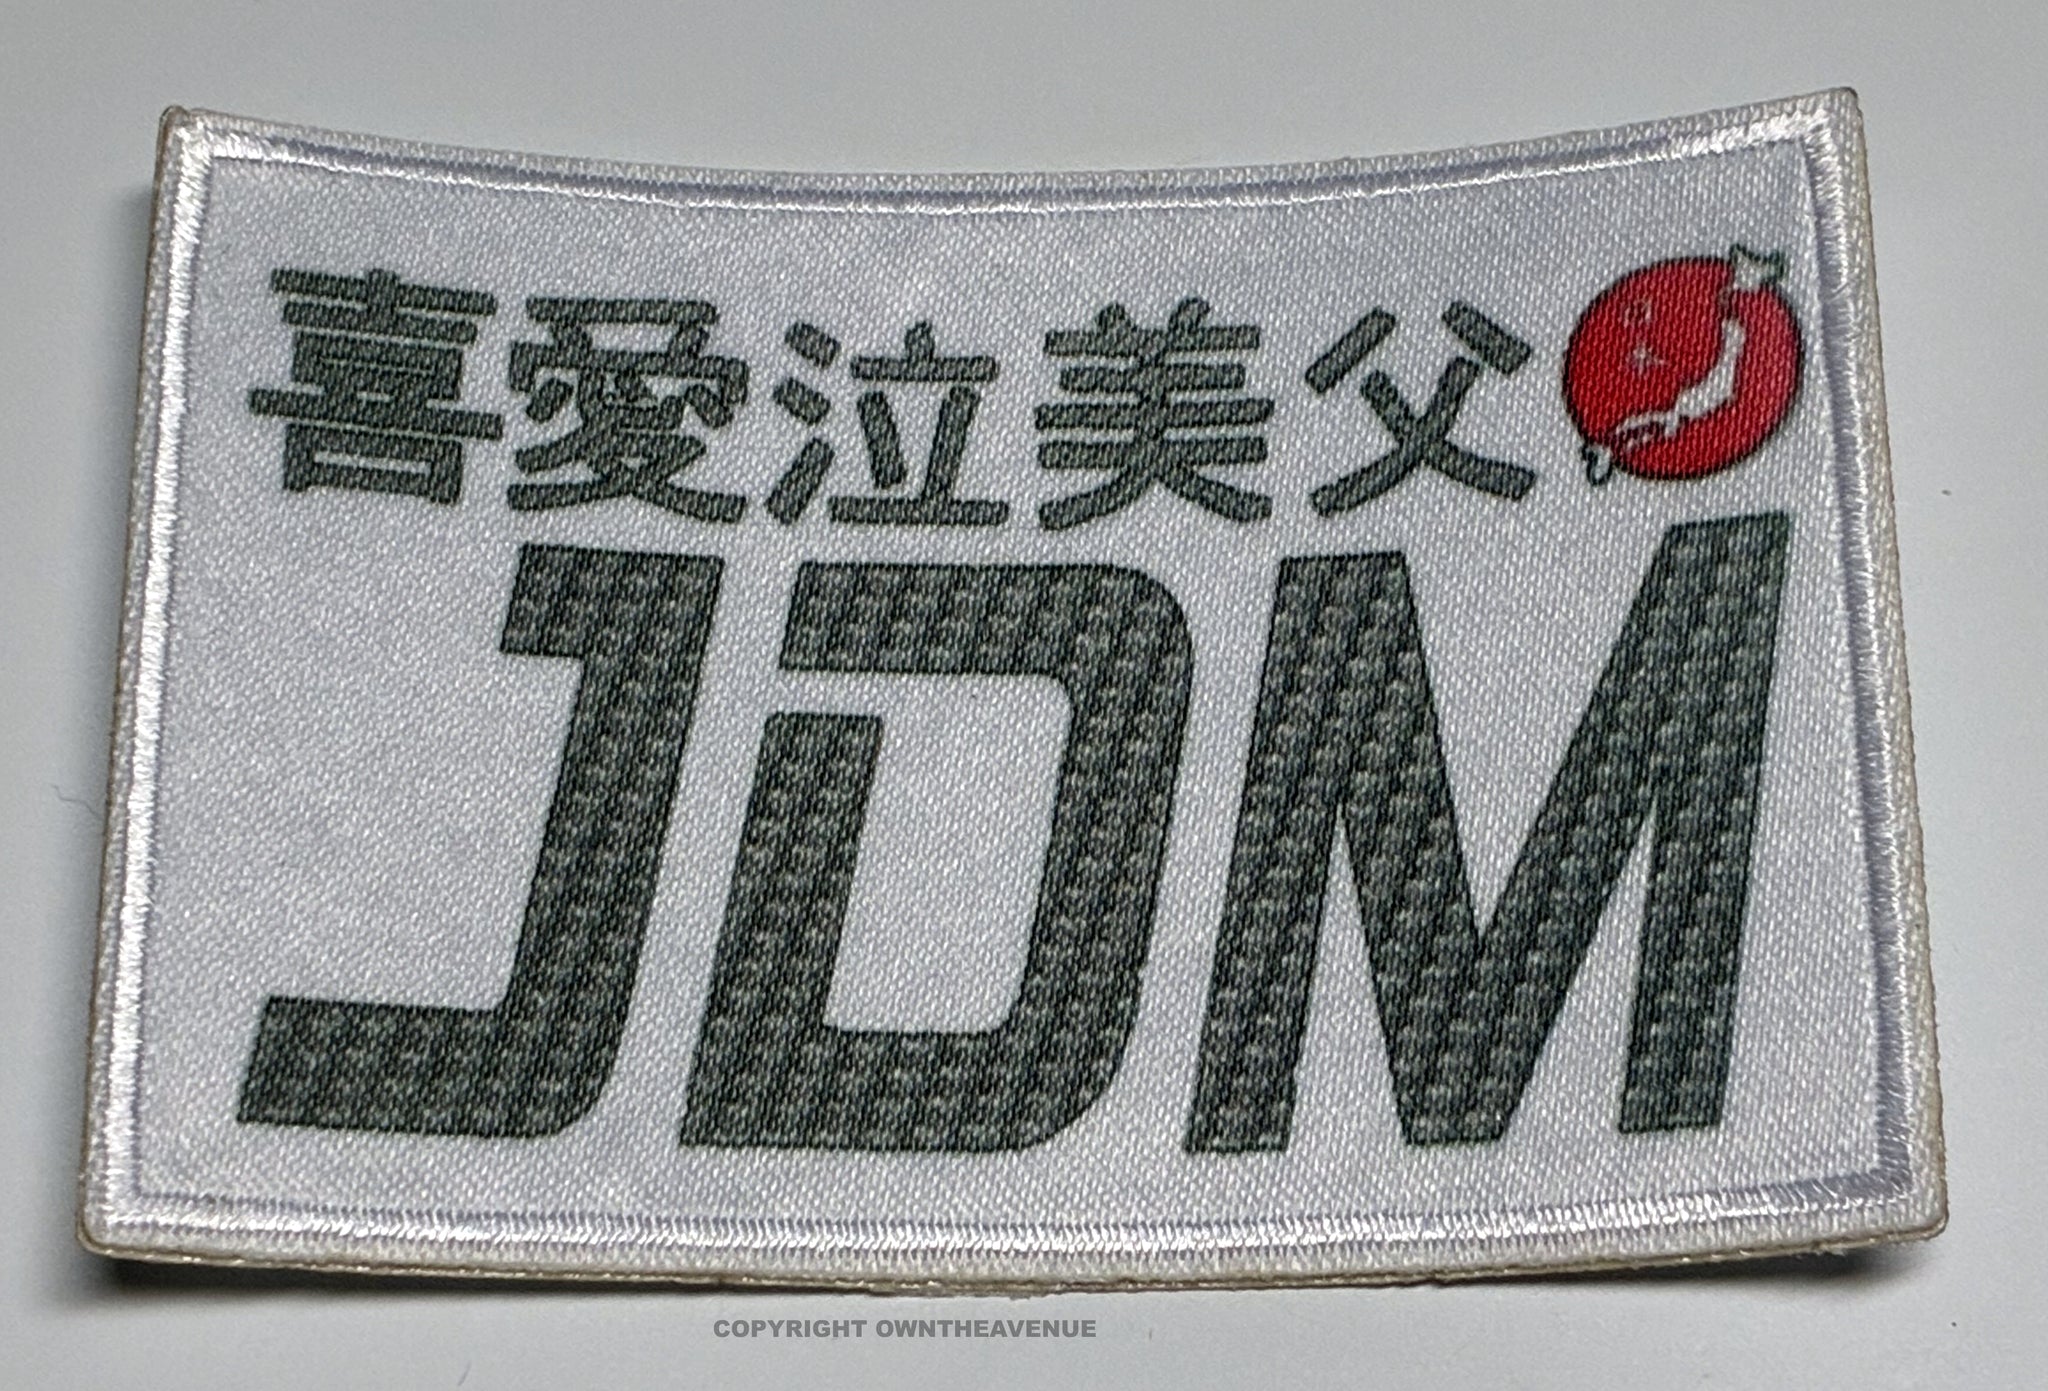 喜愛泣美父
JDM
COPYRIGHT OWNTHEAVENUE